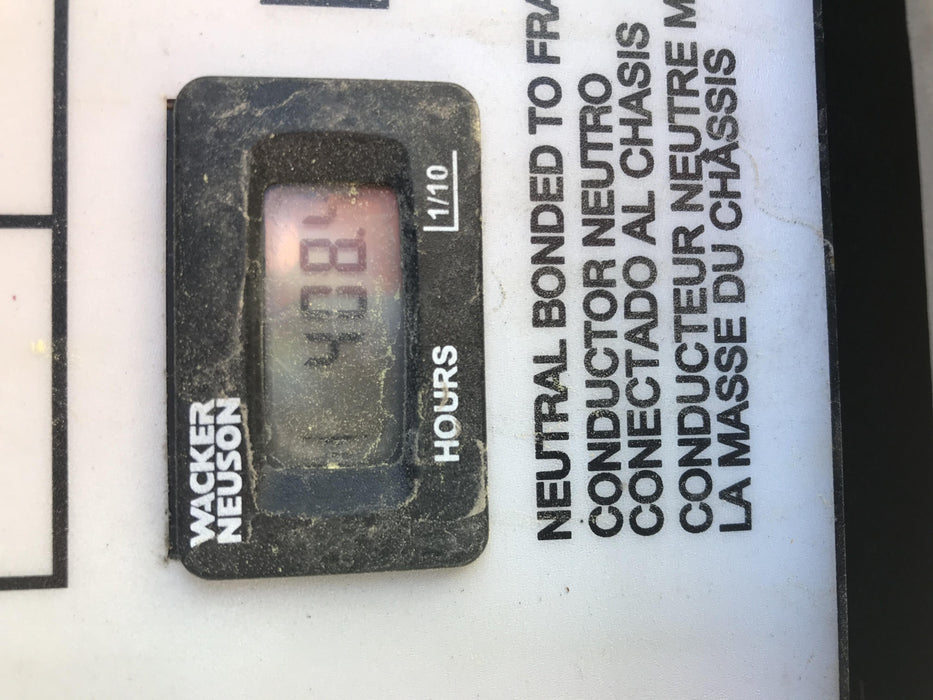 WACKER
NEUSON
408.4
HOURS
1/10
NEUTRAL BONDED TO FRA
CONDUCTOR NEUTRO
CONECTADO AL CHASIS
CONDUCTEUR NEUTRE M
LA MASSE DU CHÂSSIS